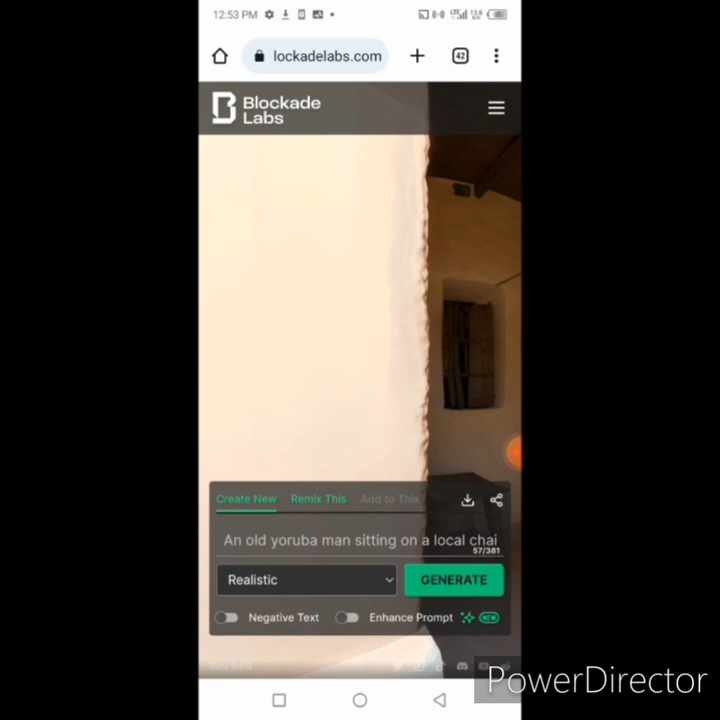 12:53 PM
lockadelabs.com
42
Blockade
Labs
Create New
Remix This
Add to This
An old yoruba man sitting on a local chai
57/381
Realistic
GENERATE
Negative Text
Enhance Prompt
NEW
PowerDirector